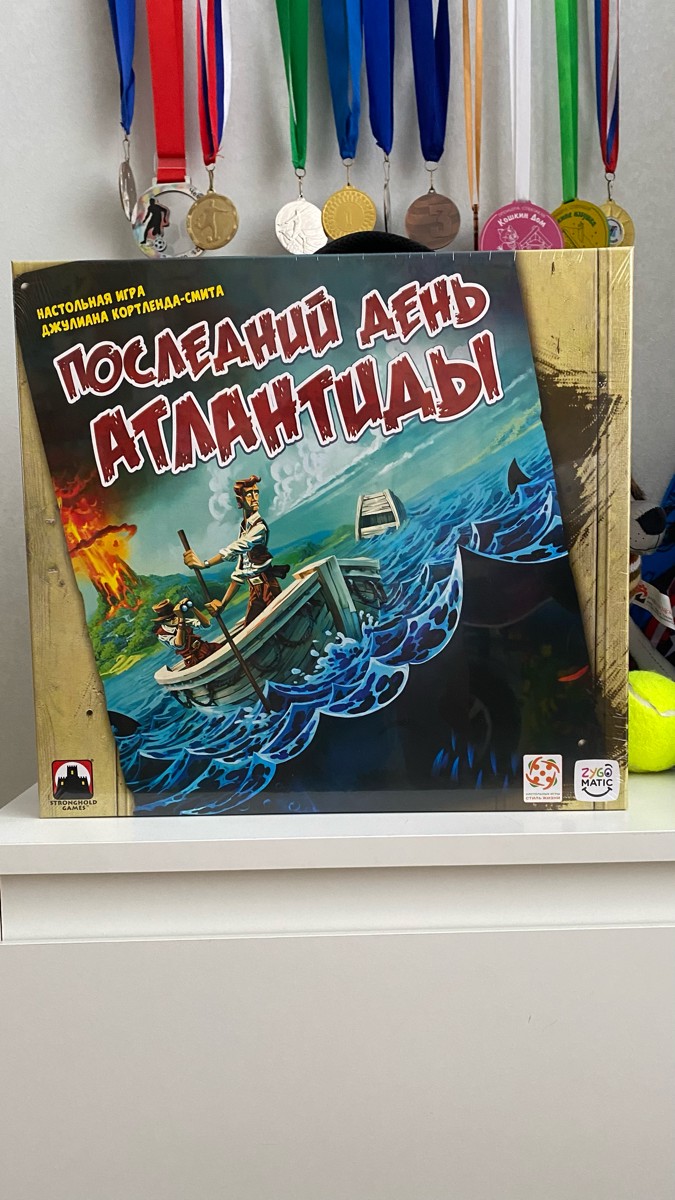 Кошкин Дом
НАСТОЛЬНАЯ ИГРА
ДЖУЛИАНА КОРТЛЕНДА-СМИТА
ПОСЛЕДНИЙ ДЕНЬ
АТЛАНТИДЫ
STRONGHOLD
GAMES
ZYGO
MATIC